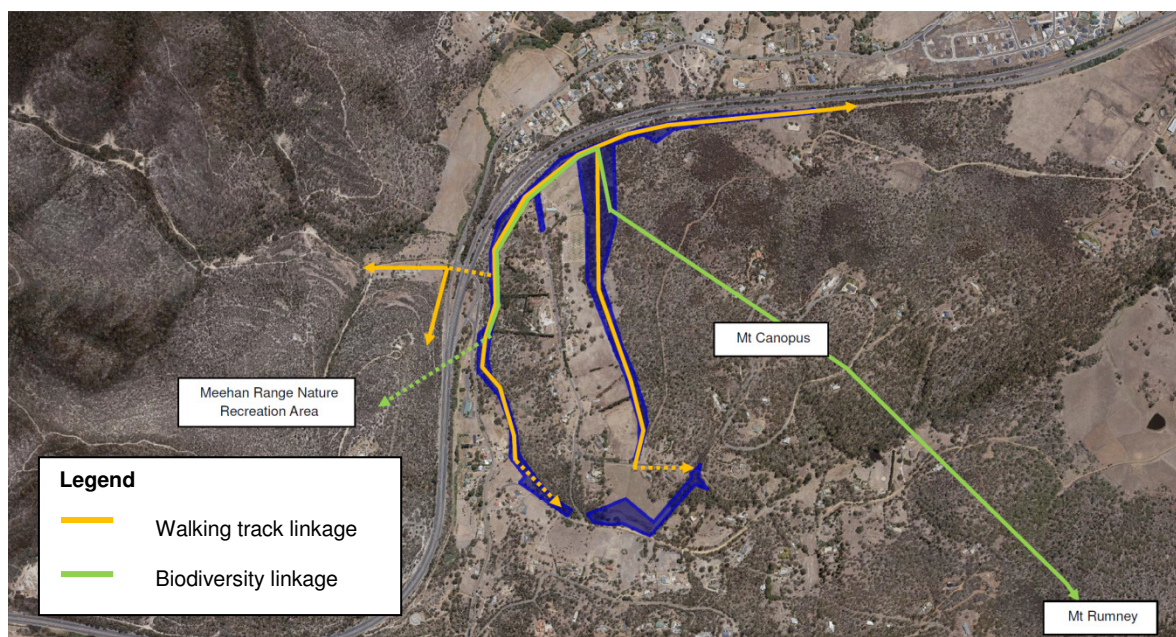 Mt Canopus
Meehan Range Nature
Recreation Area
Legend
Walking track linkage
Biodiversity linkage
Mt Rumney